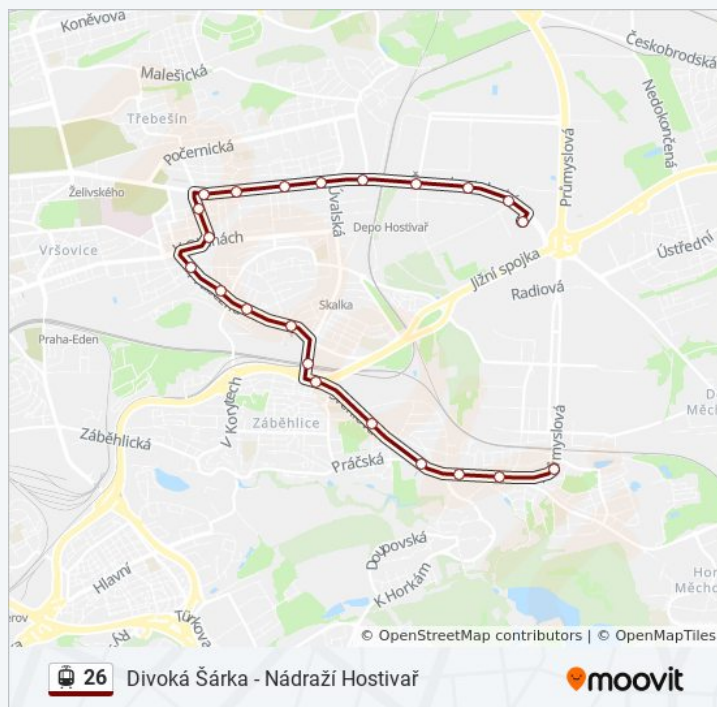 Koněvova
Českobrodská
Malešická
Nedokončená
Třebešín
Průmyslová
Počernická
Želivského
Úvalská
Depo Hostivař
Vršovice
Ústřední
Jižní spojka
Radiová
Skalka
Praha-Eden
V Korytech
Záběhlice
Záběhlická
Práčská
Hlavní
K Horkám
© OpenStreetMap contributors | © OpenMapTiles
26 Divoká Šárka - Nádraží Hostivař
moovit